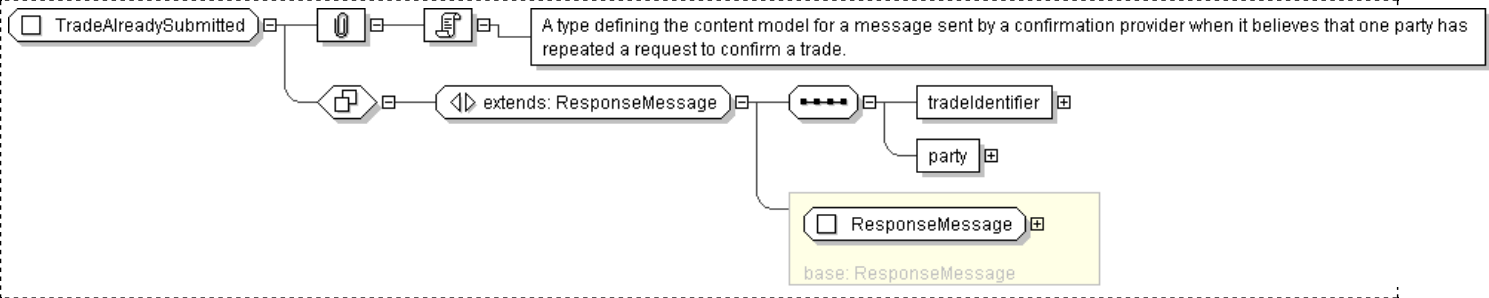 TradeAlreadySubmitted
A type defining the content model for a message sent by a confirmation provider when it believes that one party has
repeated a request to confirm a trade.
extends: ResponseMessage
tradeIdentifier
party
ResponseMessage
base: ResponseMessage